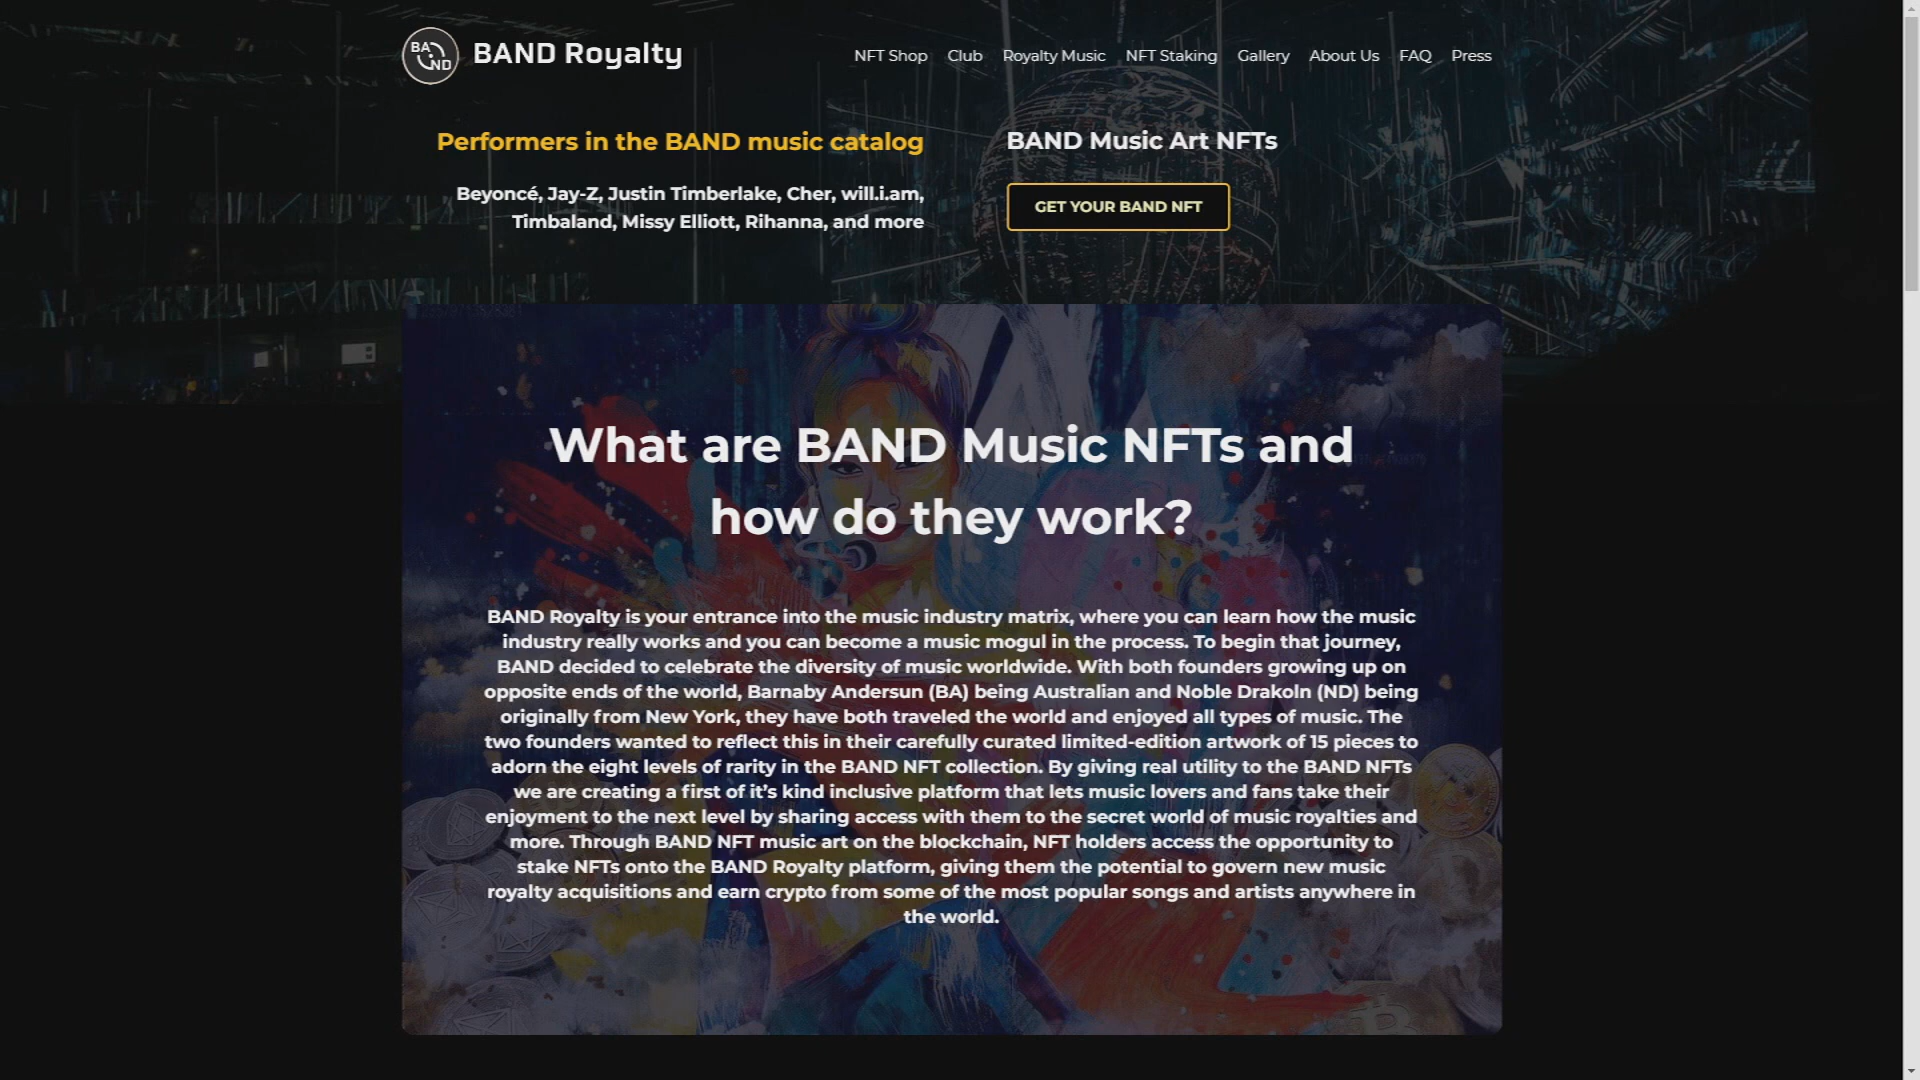 BA
ND
BAND Royalty
NFT Shop Club Royalty Music NFT Staking Gallery About Us FAQ Press
Performers in the BAND music catalog
Beyoncé, Jay-Z, Justin Timberlake, Cher, will.i.am,
Timbaland, Missy Elliott, Rihanna, and more
BAND Music Art NFTs
GET YOUR BAND NFT
What are BAND Music NFTs and
how do they work?
BAND Royalty is your entrance into the music industry matrix, where you can learn how the music
industry really works and you can become a music mogul in the process. To begin that journey,
BAND decided to celebrate the diversity of music worldwide. With both founders growing up on
opposite ends of the world, Barnaby Andersun (BA) being Australian and Noble Drakoln (ND) being
originally from New York, they have both traveled the world and enjoyed all types of music. The
two founders wanted to reflect this in their carefully curated limited-edition artwork of 15 pieces to
adorn the eight levels of rarity in the BAND NFT collection. By giving real utility to the BAND NFTs
we are creating a first of it’s kind inclusive platform that lets music lovers and fans take their
enjoyment to the next level by sharing access with them to the secret world of music royalties and
more. Through BAND NFT music art on the blockchain, NFT holders access the opportunity to
stake NFTs onto the BAND Royalty platform, giving them the potential to govern new music
royalty acquisitions and earn crypto from some of the most popular songs and artists anywhere in
the world.